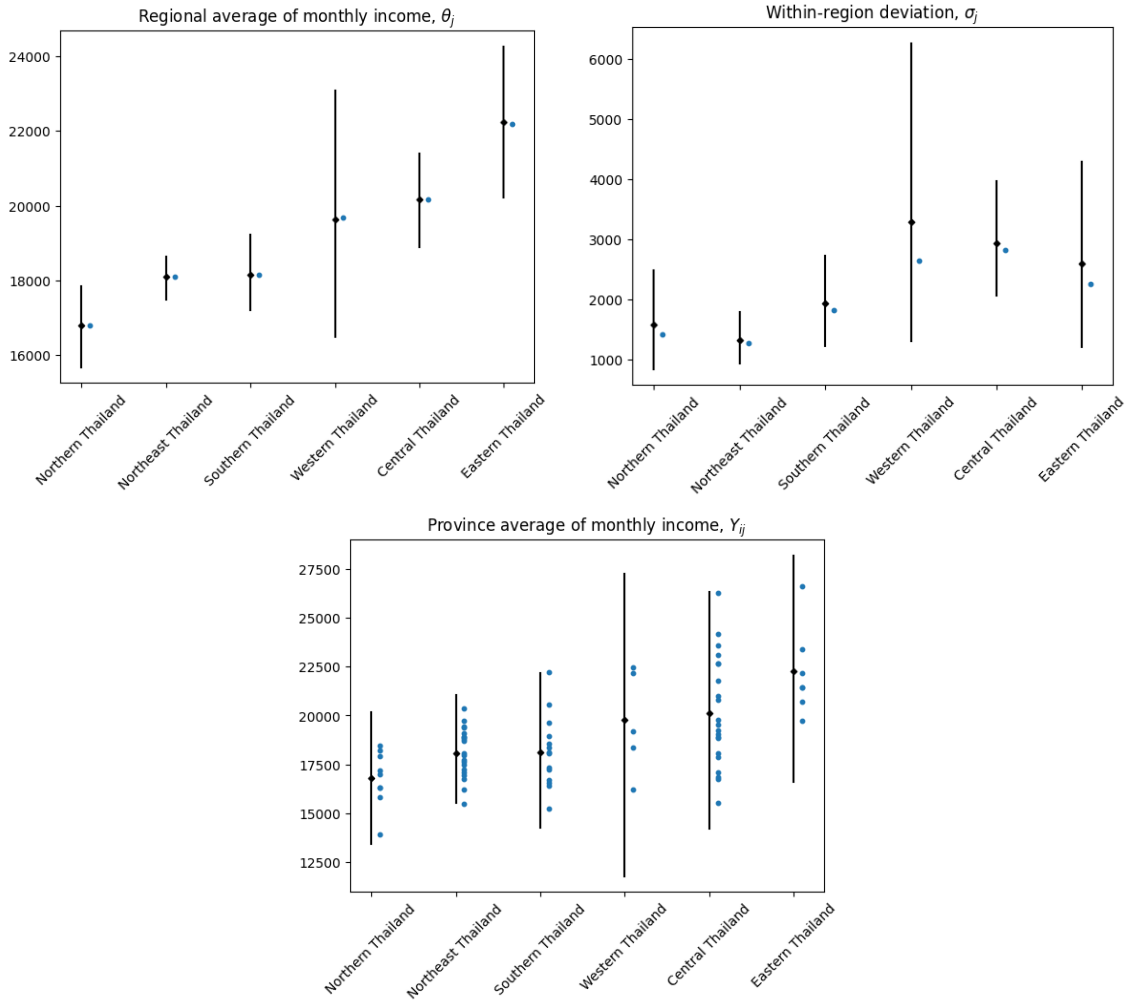 Regional average of monthly income, θj
24000
22000
20000
18000
16000
Northern Thailand
Northeast Thailand
Southern Thailand
Western Thailand
Central Thailand
Eastern Thailand
Within-region deviation, σj
6000
5000
4000
3000
2000
1000
Northern Thailand
Northeast Thailand
Southern Thailand
Western Thailand
Central Thailand
Eastern Thailand
Province average of monthly income, Yij
27500
25000
22500
20000
17500
15000
12500
Northern Thailand
Northeast Thailand
Southern Thailand
Western Thailand
Central Thailand
Eastern Thailand